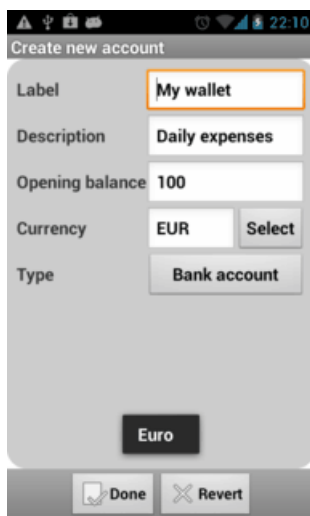 22:10
Create new account
Label My wallet
Description Daily expenses
Opening balance 100
Currency EUR Select
Type Bank account
Euro
Done Revert